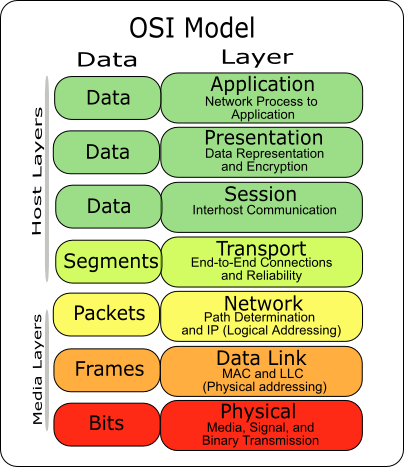 OSI Model
Data Layer
Host Layers
Data
Application
Network Process to
Application
Data
Presentation
Data Representation
and Encryption
Data
Session
Interhost Communication
Segments
Transport
End-to-End Connections
and Reliability
Media Layers
Packets
Network
Path Determination
and IP (Logical Addressing)
Frames
Data Link
MAC and LLC
(Physical addressing)
Bits
Physical
Media, Signal, and
Binary Transmission